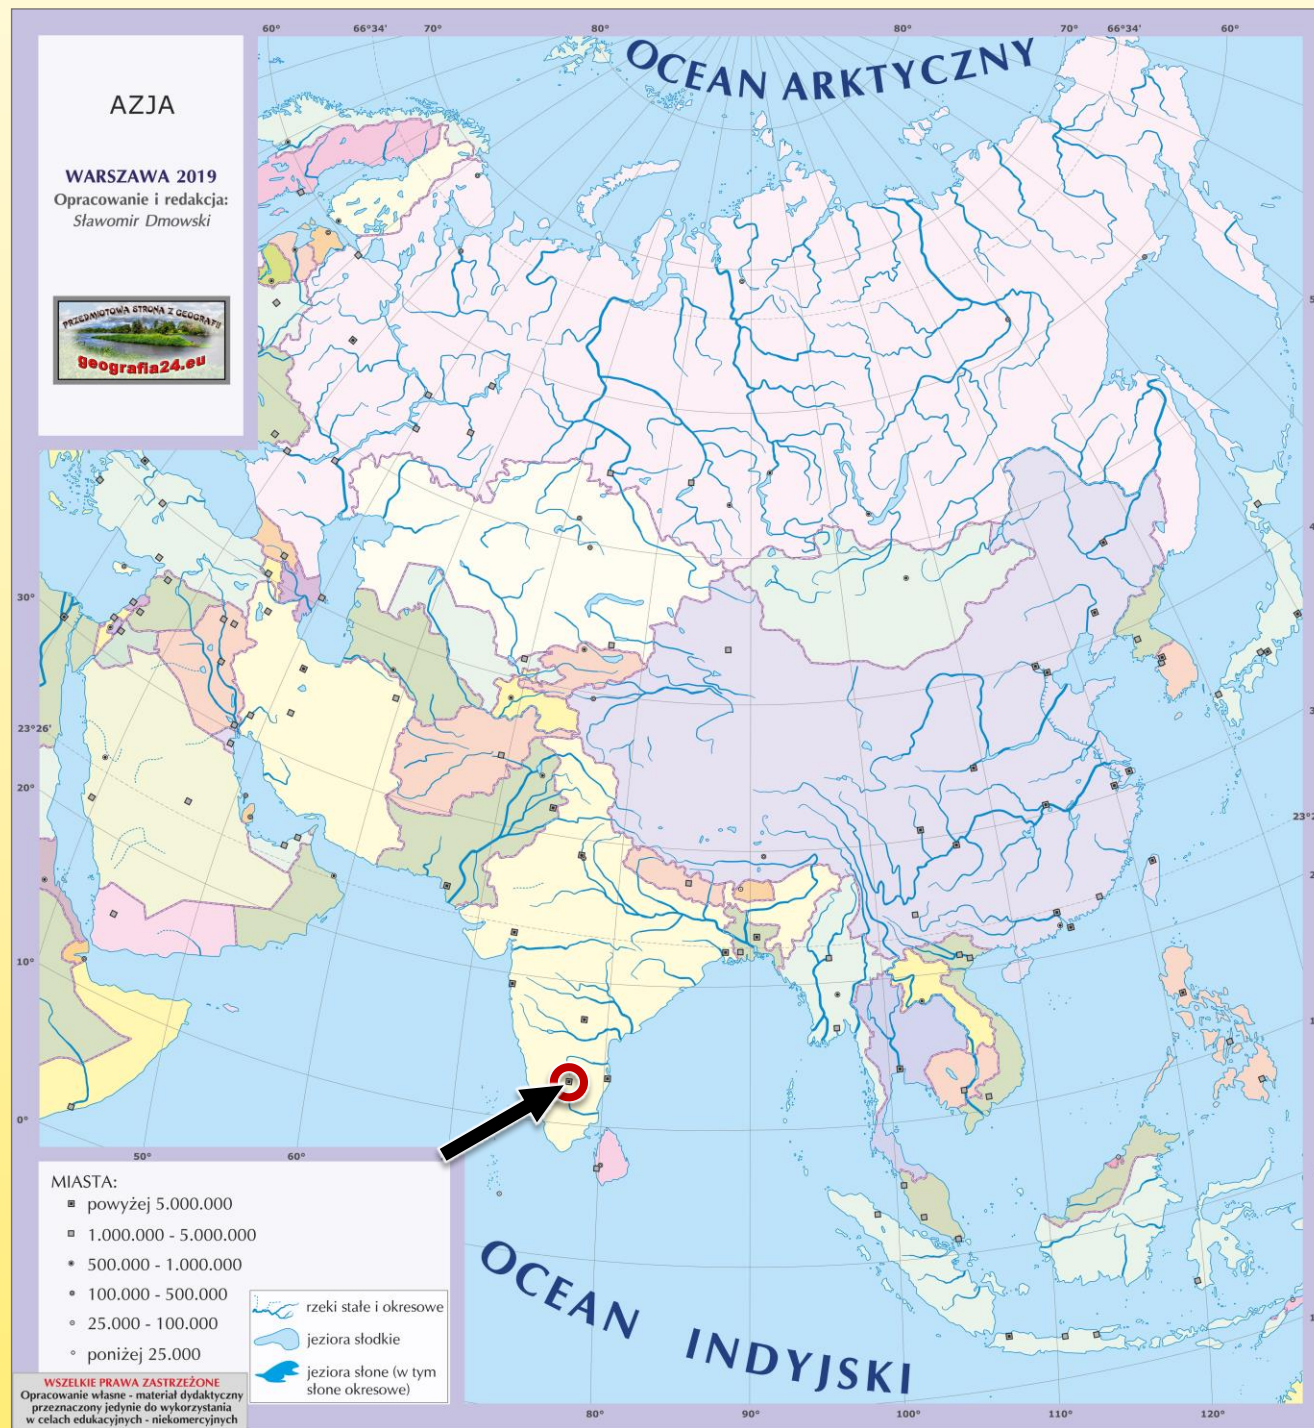 60°
66°34'
70°
80°
80°
70°
66°34'
60°
OCEAN ARKTYCZNY
AZJA
WARSZAWA 2019
Opracowanie i redakcja:
Sławomir Dmowski
PRZEDMIOTOWA STRONA Z GEOGRAFII
geografia24.eu
30°
23°26'
20°
10°
0°
50°
60°
23°2
MIASTA:
powyżej 5.000.000
1.000.000 - 5.000.000
500.000 - 1.000.000
100.000 - 500.000
25.000 - 100.000
poniżej 25.000
rzeki stałe i okresowe
jeziora słodkie
jeziora słone (w tym
słone okresowe)
OCEAN INDYJSKI
WSZELKIE PRAWA ZASTRZEŻONE
Opracowanie własne - materiał dydaktyczny
przeznaczony jedynie do wykorzystania
w celach edukacyjnych - niekomercyjnych
80°
90°
100°
110°
120°